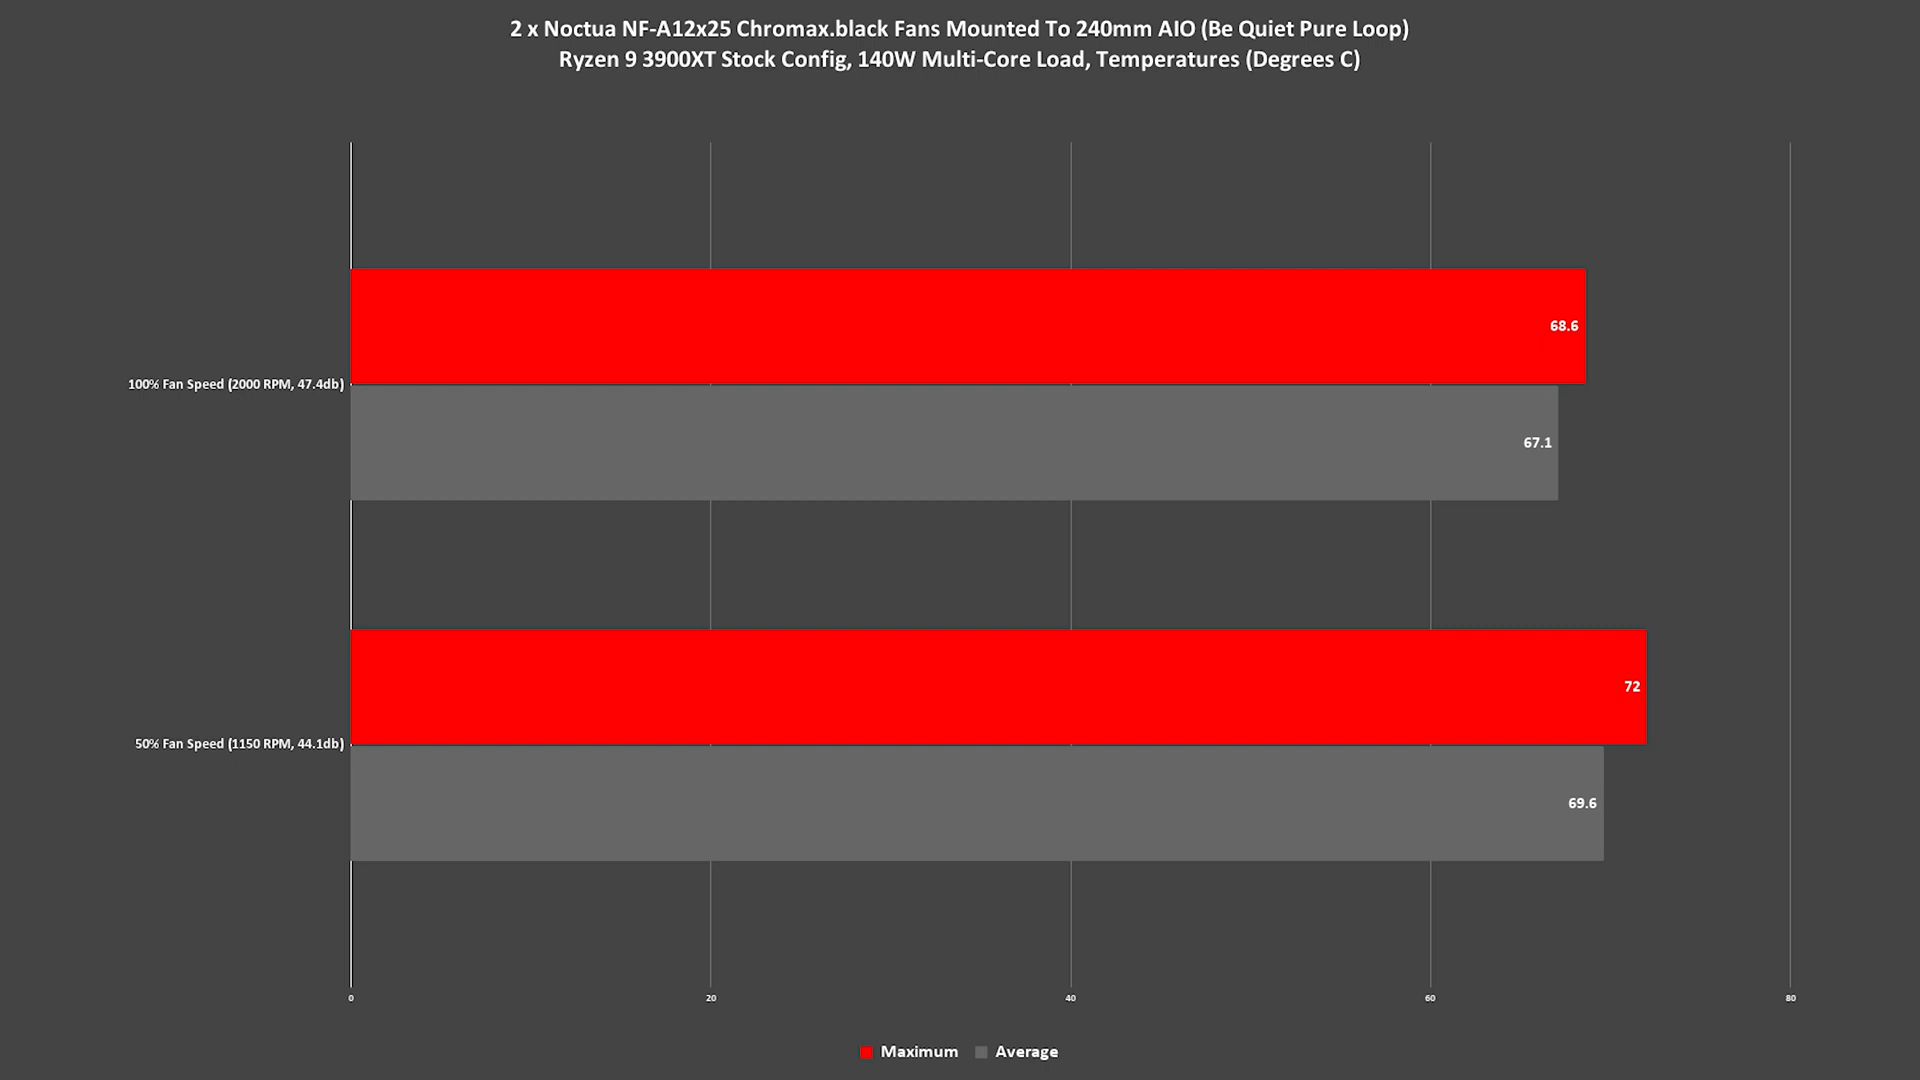 2 x Noctua NF-A12x25 Chromax.black Fans Mounted To 240mm AIO (Be Quiet Pure Loop)
Ryzen 9 3900XT Stock Config, 140W Multi-Core Load, Temperatures (Degrees C)
68.6
100% Fan Speed (2000 RPM, 47.4db)
67.1
72
50% Fan Speed (1150 RPM, 44.1db)
69.6
0 20 40 60 80
Maximum Average